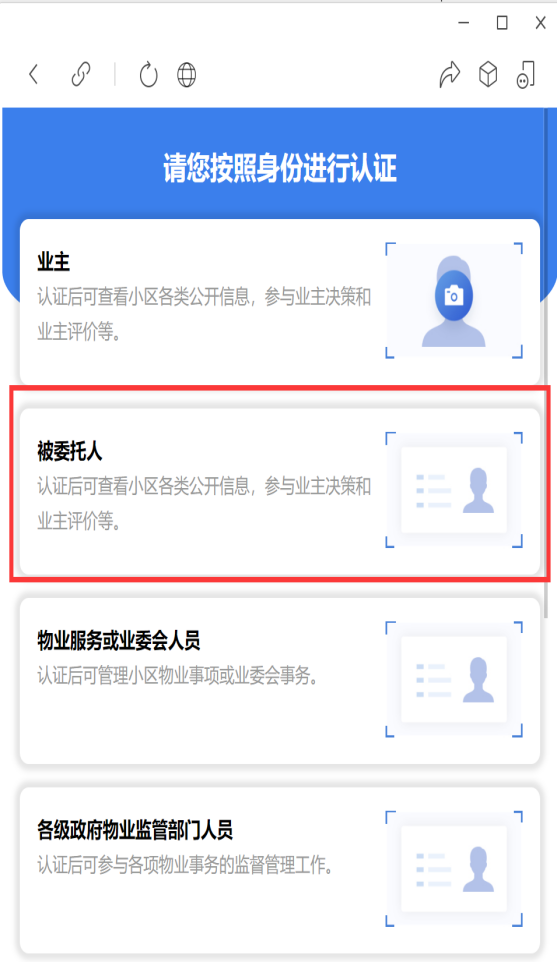 请您按照身份进行认证
业主
认证后可查看小区各类公开信息，参与业主决策和
业主评价等。
被委托人
认证后可查看小区各类公开信息，参与业主决策和
业主评价等。
物业服务或业委会人员
认证后可管理小区物业事项或业委会事务。
各级政府物业监管部门人员
认证后可参与各项物业事务的监督管理工作。